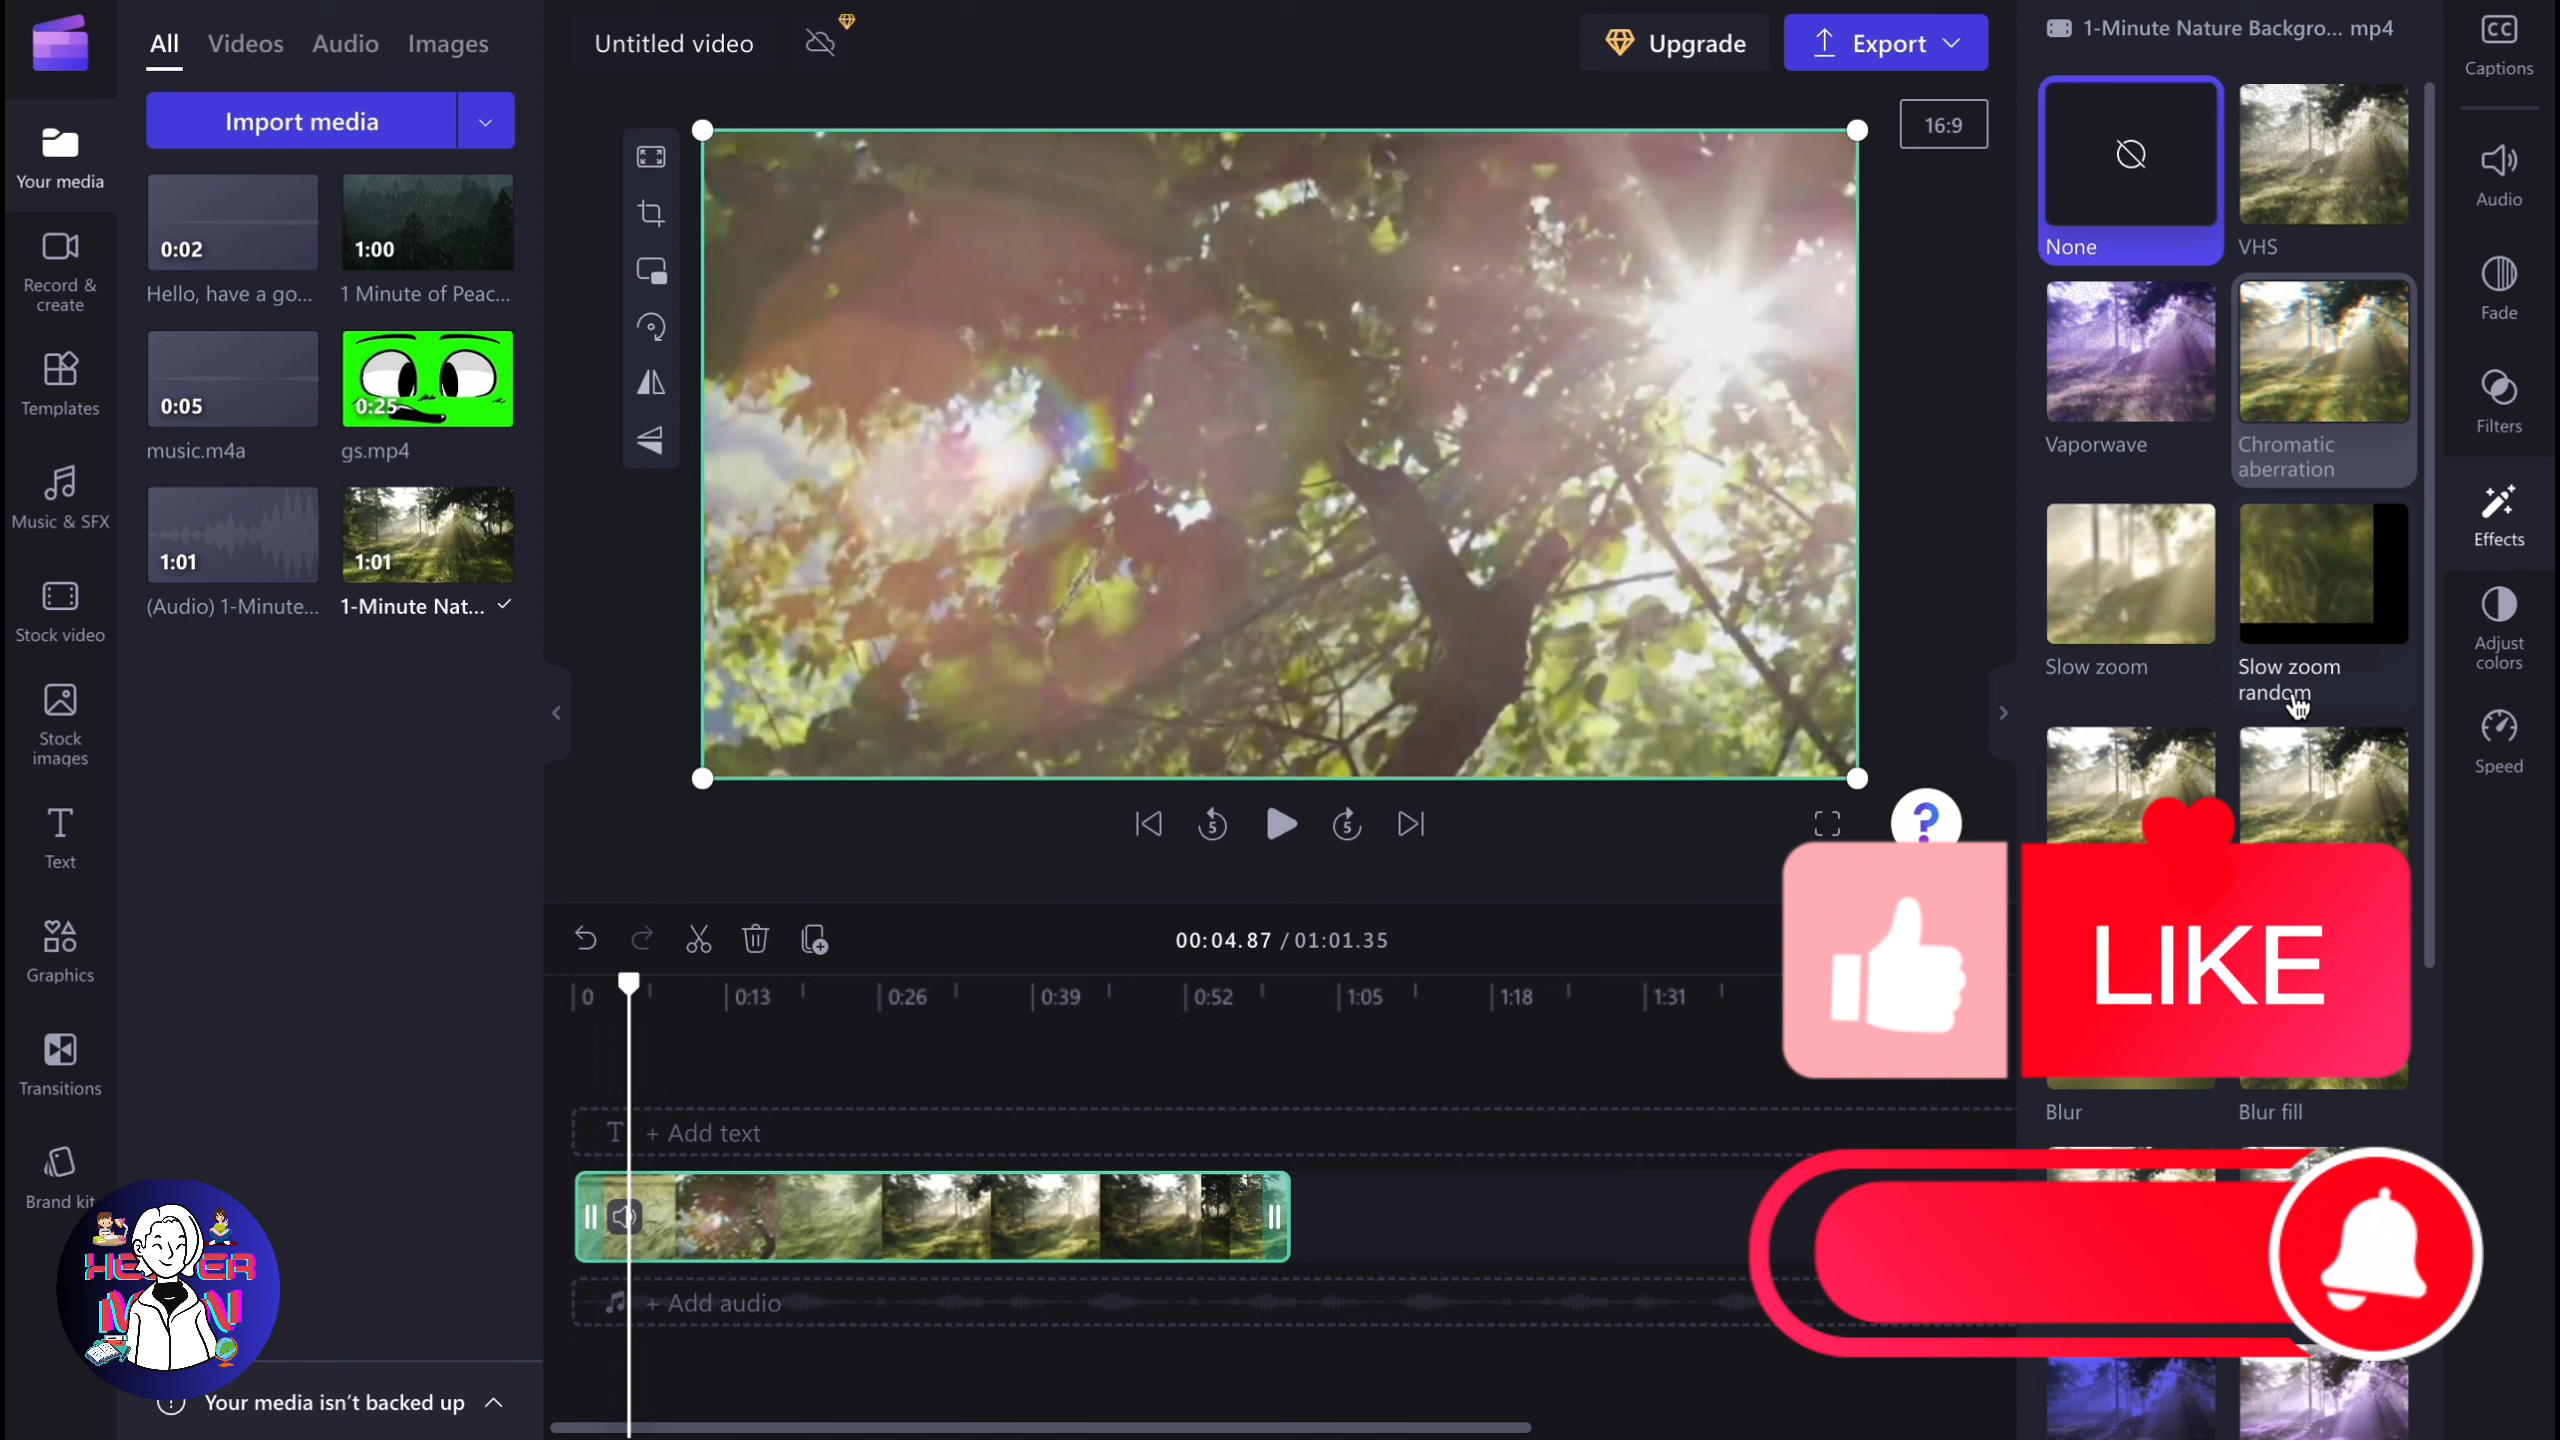 All Videos Audio Images
Import media
Your media
Record &
create
Templates
Music & SFX
Stock video
Stock
images
Text
Graphics
Transitions
Brand kit
0:02
Hello, have a go...
1:00
1 Minute of Peac...
0:05
music.m4a
0:25
gs.mp4
1:01
(Audio) 1-Minute...
1:01
1-Minute Nat...
Your media isn't backed up
Untitled video
Upgrade
Export
16:9
5
5
?
00:04.87 / 01:01.35
0 0:13 0:26 0:39 0:52 1:05 1:18 1:31
T + Add text
+ Add audio
1-Minute Nature Backgro... mp4
None
VHS
Vaporwave
Chromatic
aberration
Slow zoom
Slow zoom
random
Blur
Blur fill
LIKE
CC
Captions
Audio
Fade
Filters
Effects
Adjust
colors
Speed